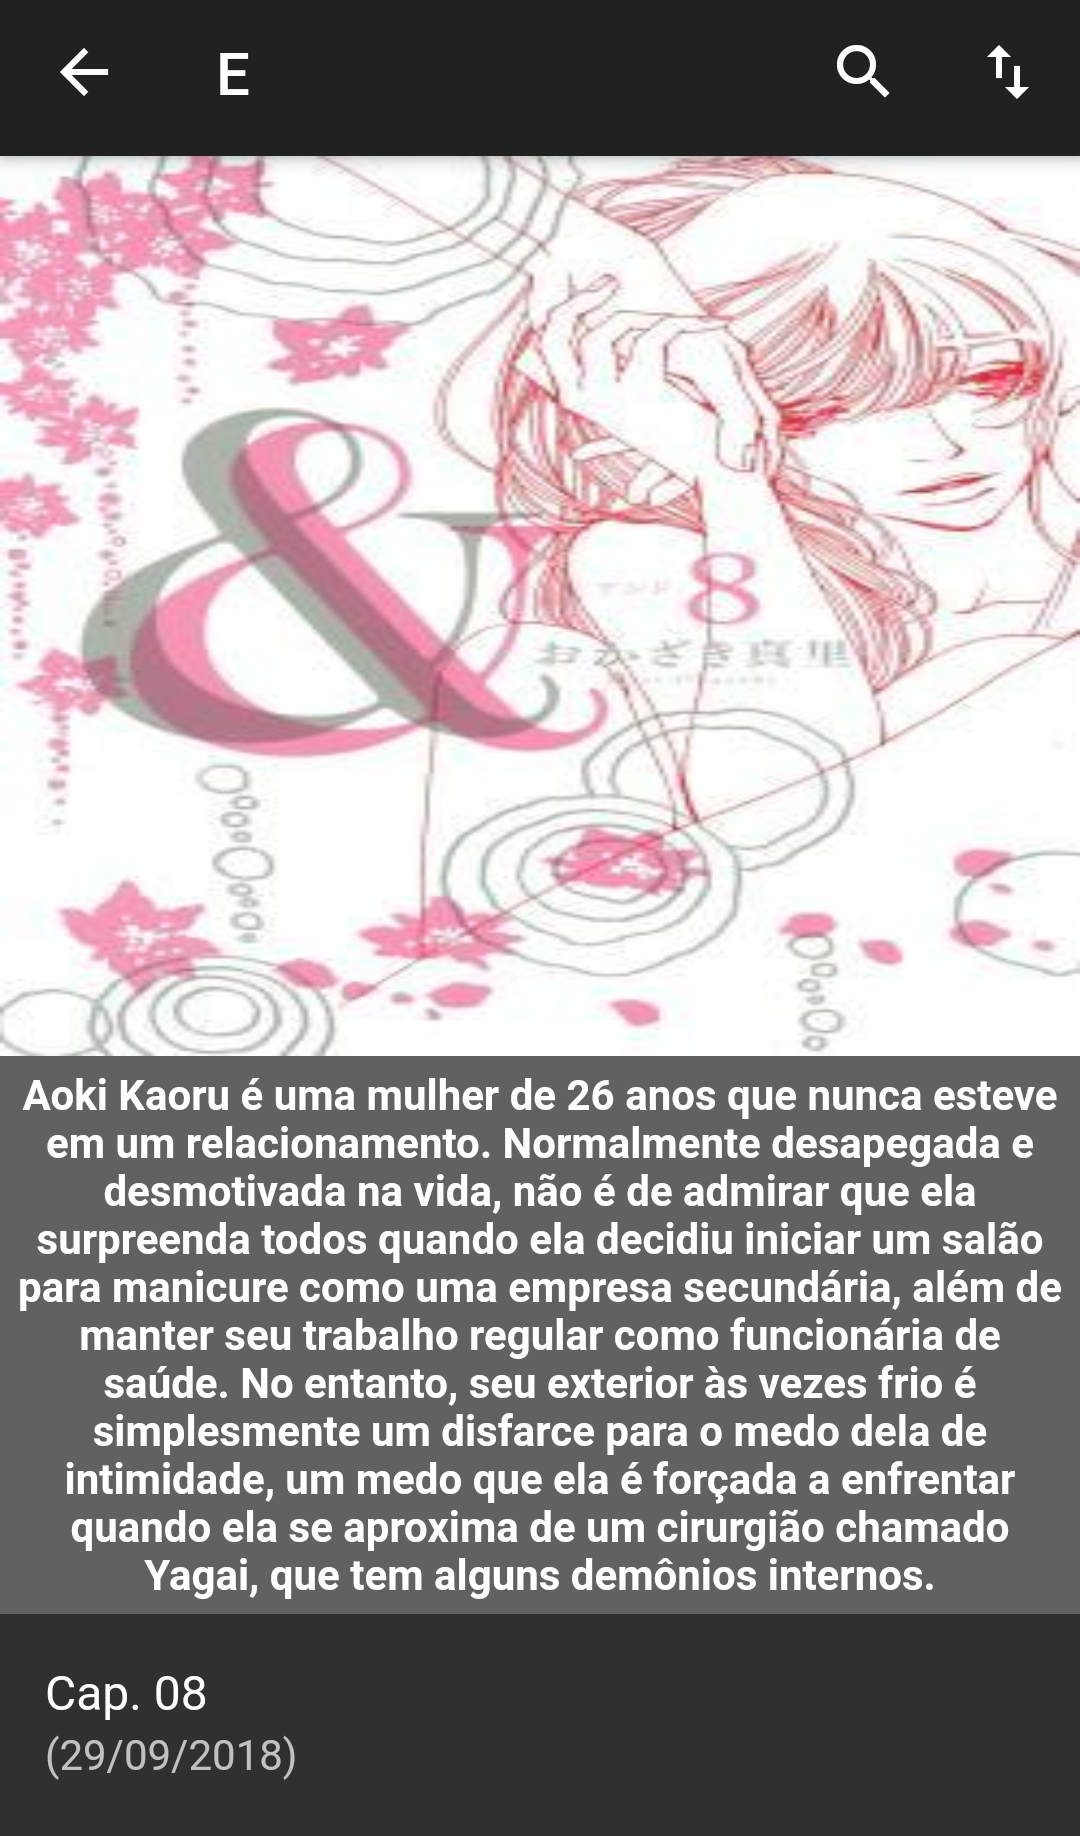 E
&
8
アンド
おかざき真里
Aoki Kaoru é uma mulher de 26 anos que nunca esteve
em um relacionamento. Normalmente desapegada e
desmotivada na vida, não é de admirar que ela
surpreenda todos quando ela decidiu iniciar um salão
para manicure como uma empresa secundária, além de
manter seu trabalho regular como funcionária de
saúde. No entanto, seu exterior às vezes frio é
simplesmente um disfarce para o medo dela de
intimidade, um medo que ela é forçada a enfrentar
quando ela se aproxima de um cirurgião chamado
Yagai, que tem alguns demônios internos.
Cap. 08
(29/09/2018)